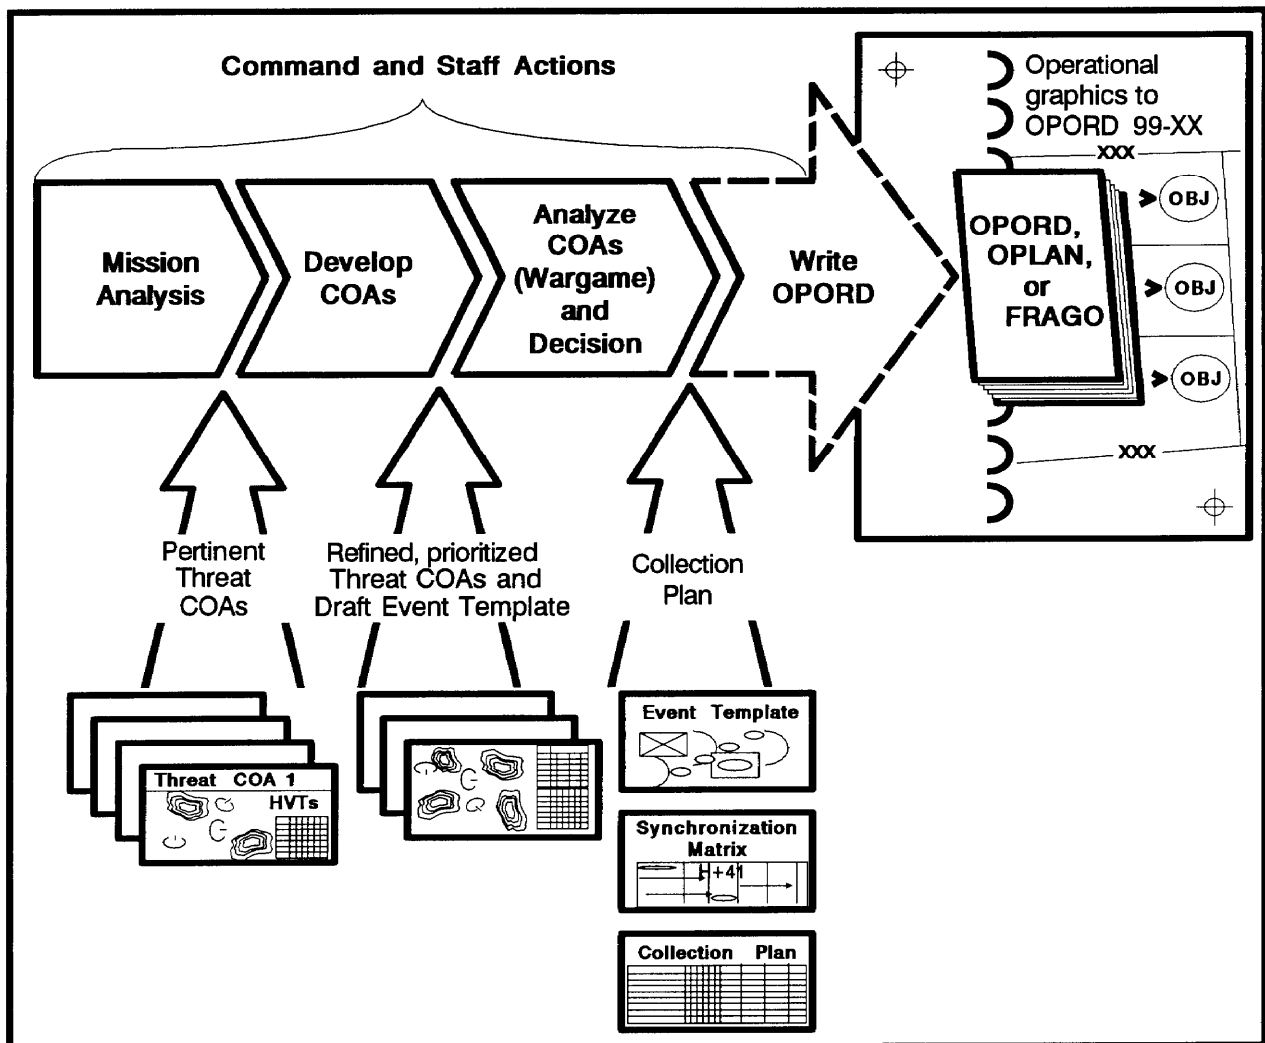 Command and Staff Actions
Mission
Analysis
Develop
COAs
Analyze
COAs
(Wargame)
and
Decision
Write
OPORD
Operational
graphics to
OPORD 99-XX
XXX
OPORD,
OPLAN,
or
FRAGO
OBJ
OBJ
OBJ
XXX
Pertinent
Threat
COAs
Refined, prioritized
Threat COAs and
Draft Event Template
Collection
Plan
Threat COA 1
HVTs
Event Template
Synchronization
Matrix
H+41
Collection Plan